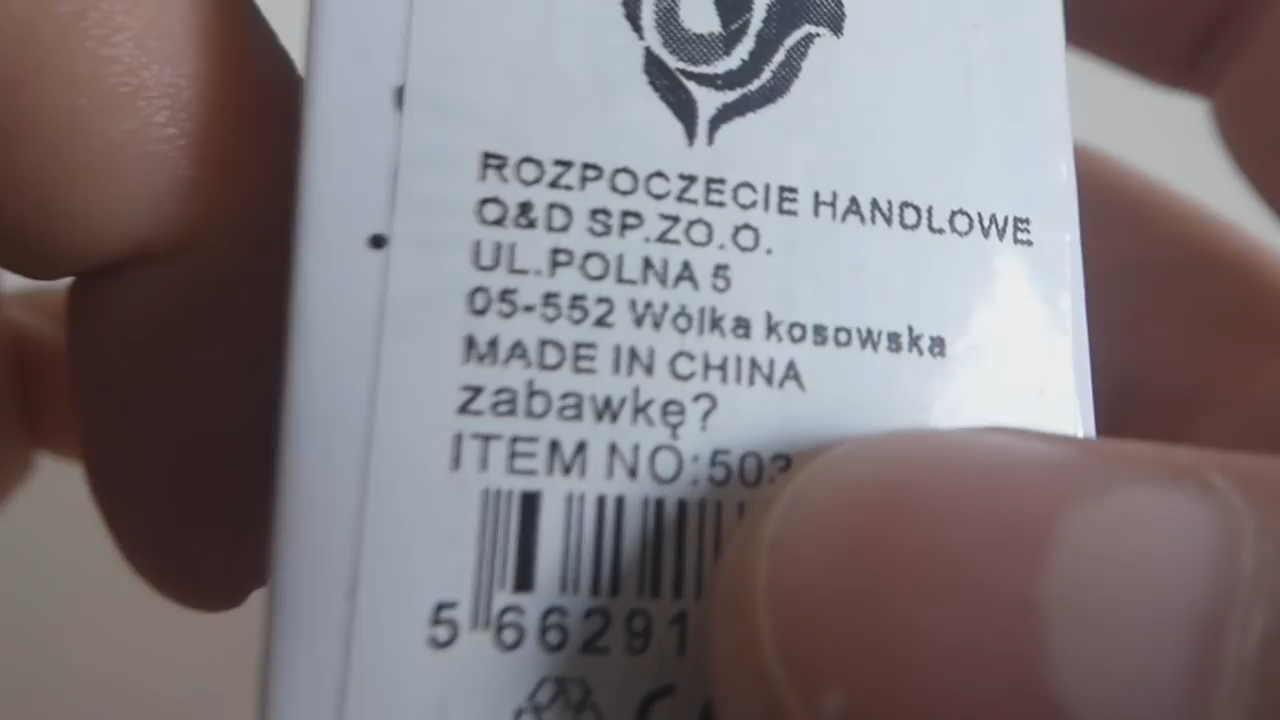 ROZPOCZECIE HANDLOWE
Q&D SP.ZO.O.
UL.POLNA 5
05-552 Wólka kosowska
MADE IN CHINA
zabawkę?
ITEM NO:503
5 66291